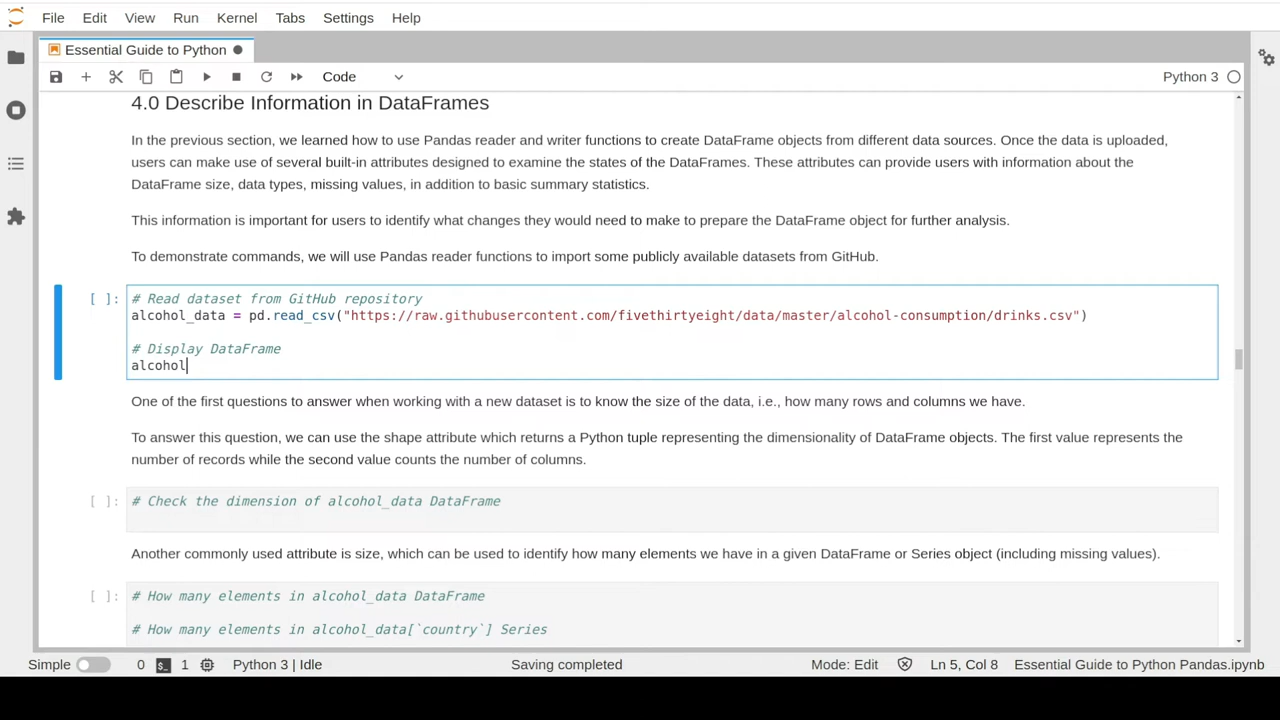 File Edit View Run Kernel Tabs Settings Help
Essential Guide to Python
Code Python 3
4.0 Describe Information in DataFrames
In the previous section, we learned how to use Pandas reader and writer functions to create DataFrame objects from different data sources. Once the data is uploaded,
users can make use of several built-in attributes designed to examine the states of the DataFrames. These attributes can provide users with information about the
DataFrame size, data types, missing values, in addition to basic summary statistics.
This information is important for users to identify what changes they would need to make to prepare the DataFrame object for further analysis.
To demonstrate commands, we will use Pandas reader functions to import some publicly available datasets from GitHub.
[ ]: # Read dataset from GitHub repository
alcohol_data = pd.read_csv("https://raw.githubusercontent.com/fivethirtyeight/data/master/alcohol-consumption/drinks.csv")
# Display DataFrame
alcohol
One of the first questions to answer when working with a new dataset is to know the size of the data, i.e., how many rows and columns we have.
To answer this question, we can use the shape attribute which returns a Python tuple representing the dimensionality of DataFrame objects. The first value represents the
number of records while the second value counts the number of columns.
[ ]: # Check the dimension of alcohol_data DataFrame
Another commonly used attribute is size, which can be used to identify how many elements we have in a given DataFrame or Series object (including missing values).
[ ]: # How many elements in alcohol_data DataFrame
# How many elements in alcohol_data[`country`] Series
Simple 0 1 Python 3 | Idle Saving completed Mode: Edit Ln 5, Col 8 Essential Guide to Python Pandas.ipynb